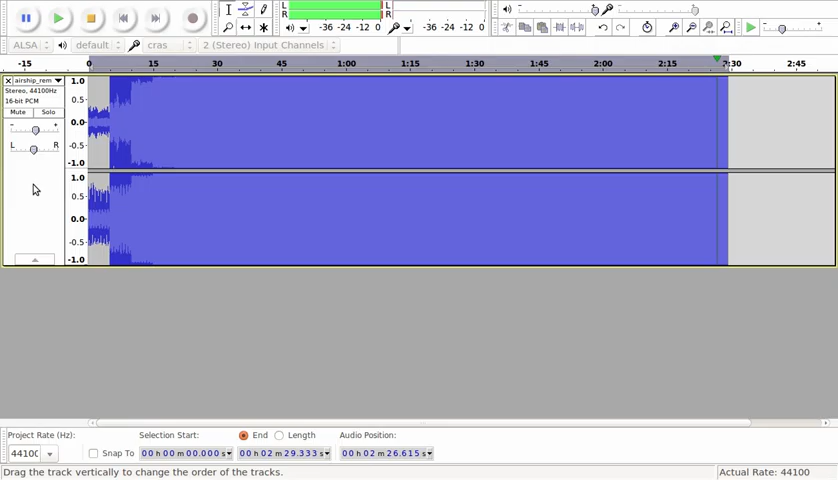 L
R
-36 -24 -12 0
L
R
-36 -24 -12 0
ALSA default cras 2 (Stereo) Input Channels
-15 0 15 30 45 1:00 1:15 1:30 1:45 2:00 2:15 2:30 2:45
airship_rem
Stereo, 44100Hz
16-bit PCM
Mute Solo
- +
L R
1.0
0.5-
0.0-
-0.5-
-1.0
1.0
0.5-
0.0-
-0.5-
-1.0
Project Rate (Hz): Selection Start: End Length Audio Position:
44100 Snap To 00 h 00 m 00.000 s 00 h 02 m 29.333 s 00 h 02 m 26.615 s
Drag the track vertically to change the order of the tracks. Actual Rate: 44100